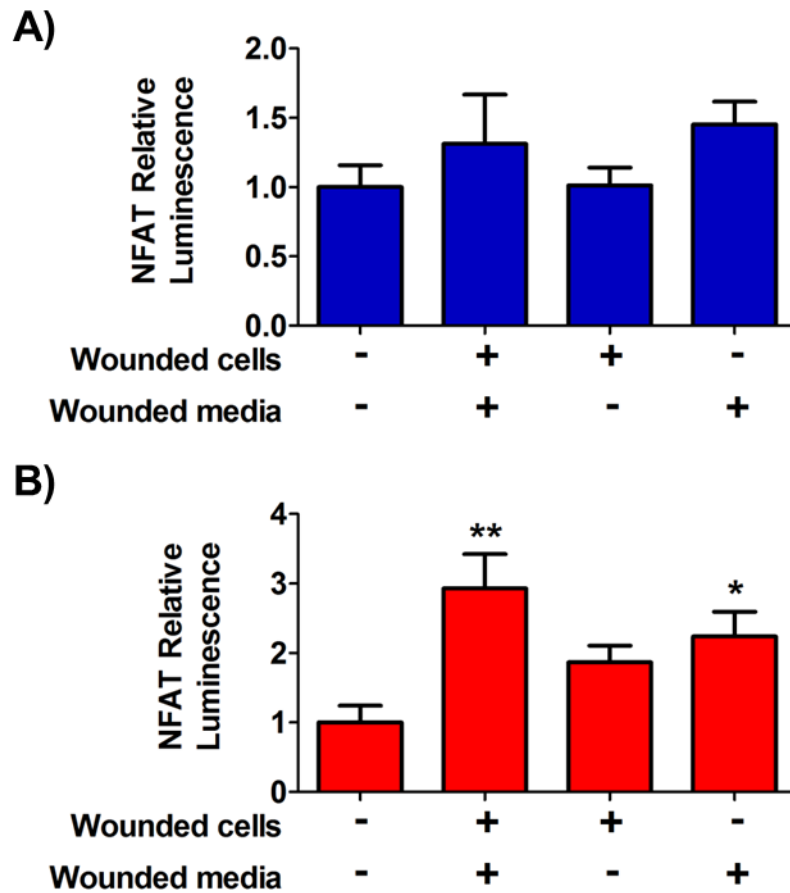 A)
NFAT Relative
Luminescence
2.0
1.5
1.0
0.5
0.0
Wounded cells - + + -
Wounded media - + - +
B)
NFAT Relative
Luminescence
4
3
2
1
0
** *
Wounded cells - + + -
Wounded media - + - +